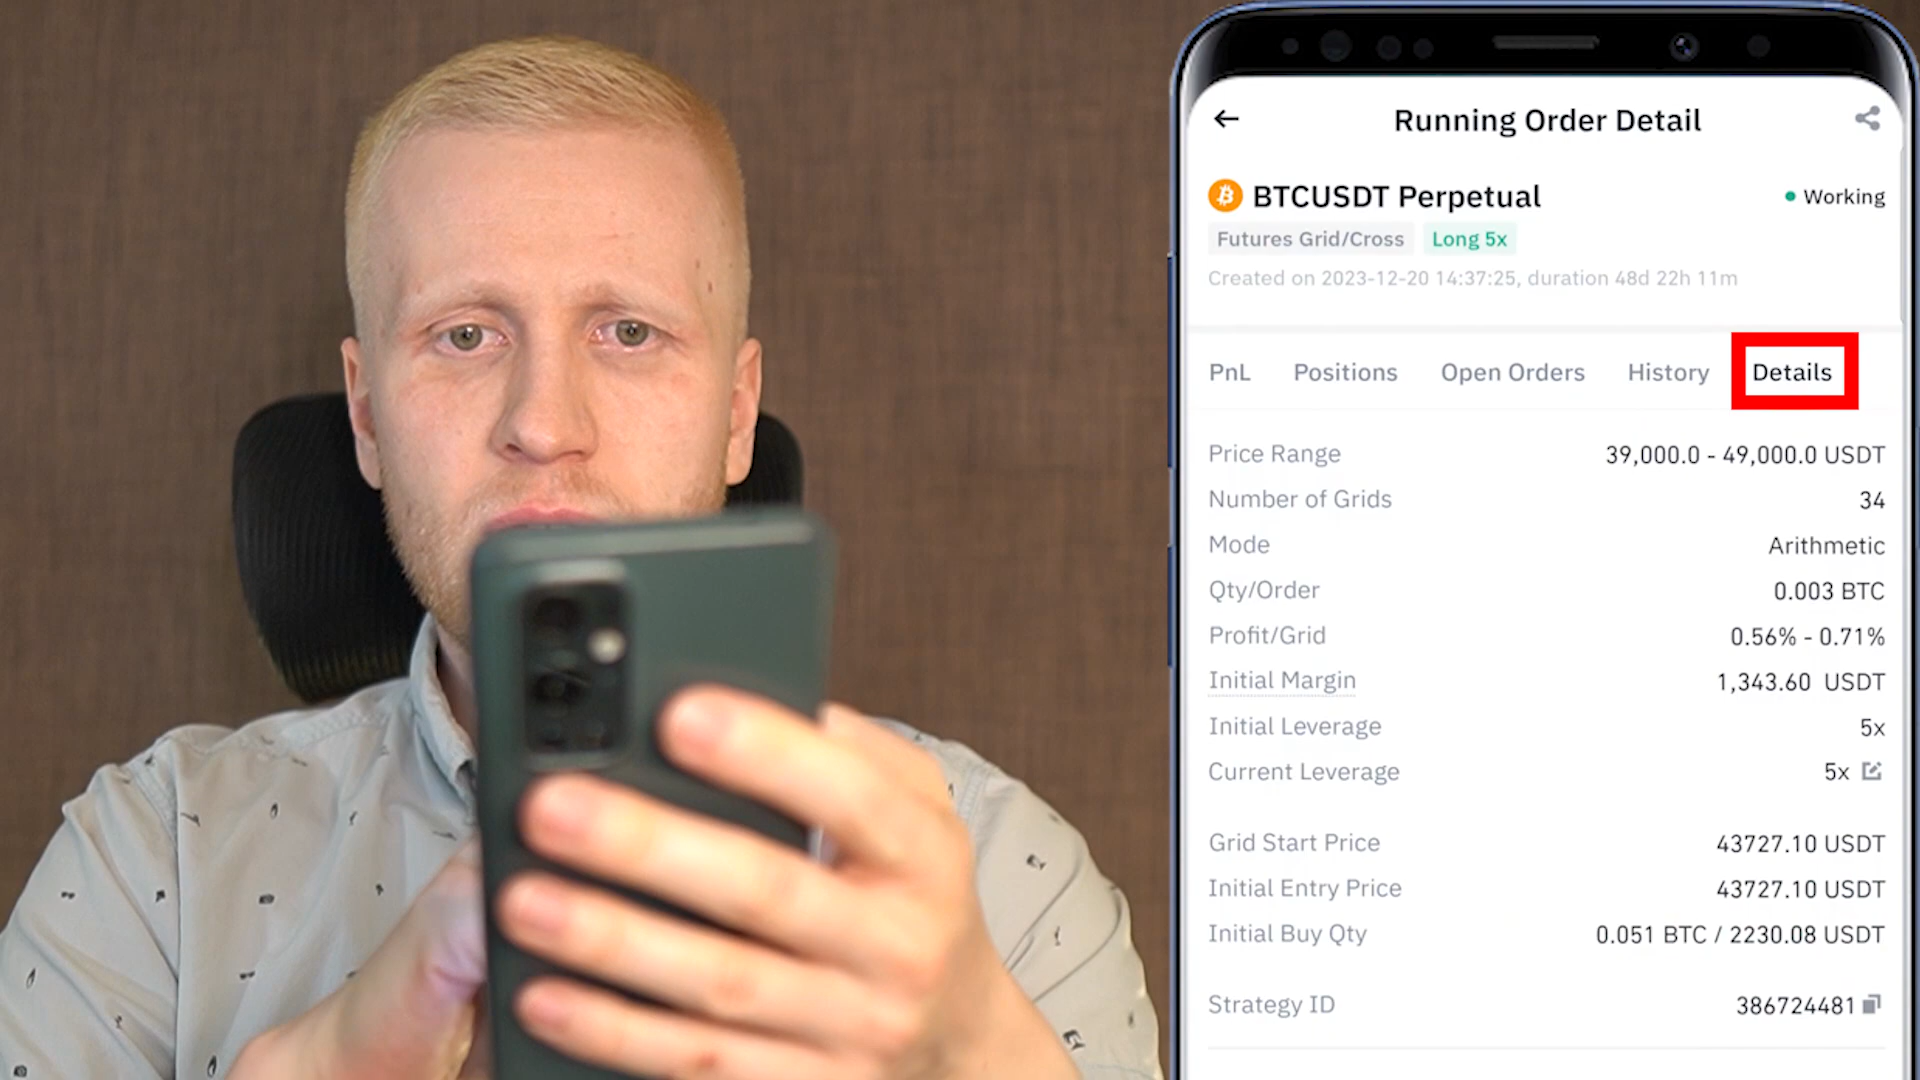 Running Order Detail
BTCUSDT Perpetual
Working
Futures Grid/Cross Long 5x
Created on 2023-12-20 14:37:25, duration 48d 22h 11m
PnL Positions Open Orders History Details
Price Range 39,000.0 - 49,000.0 USDT
Number of Grids 34
Mode Arithmetic
Qty/Order 0.003 BTC
Profit/Grid 0.56% - 0.71%
Initial Margin 1,343.60 USDT
Initial Leverage 5x
Current Leverage 5x
Grid Start Price 43727.10 USDT
Initial Entry Price 43727.10 USDT
Initial Buy Qty 0.051 BTC / 2230.08 USDT
Strategy ID 386724481